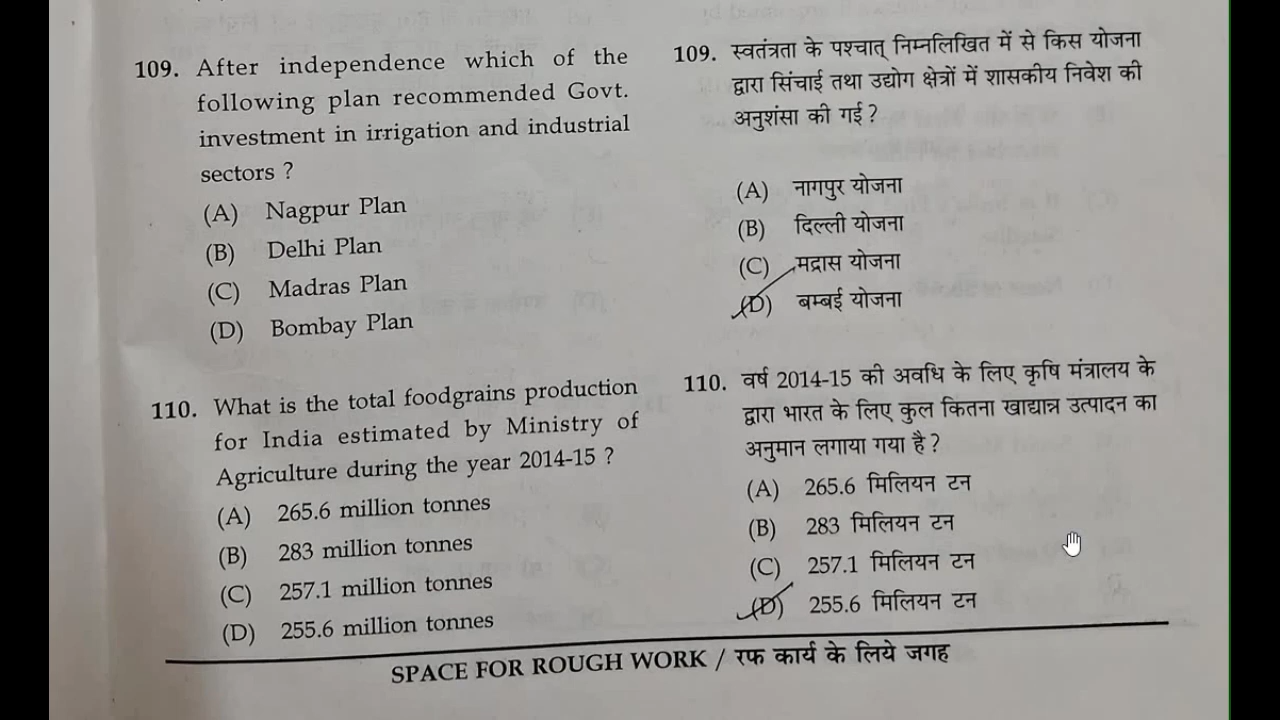 109. After independence which of the
following plan recommended Govt.
investment in irrigation and industrial
sectors ?
(A) Nagpur Plan
(B) Delhi Plan
(C) Madras Plan
(D) Bombay Plan
110. What is the total foodgrains production
for India estimated by Ministry of
Agriculture during the year 2014-15 ?
(A) 265.6 million tonnes
(B) 283 million tonnes
(C) 257.1 million tonnes
(D) 255.6 million tonnes
109. स्वतंत्रता के पश्चात् निम्नलिखित में से किस योजना
द्वारा सिंचाई तथा उद्योग क्षेत्रों में शासकीय निवेश की
अनुशंसा की गई ?
(A) नागपुर योजना
(B) दिल्ली योजना
(C) मद्रास योजना
(D) बम्बई योजना
110. वर्ष 2014-15 की अवधि के लिए कृषि मंत्रालय के
द्वारा भारत के लिए कुल कितना खाद्यान्न उत्पादन का
अनुमान लगाया गया है ?
(A) 265.6 मिलियन टन
(B) 283 मिलियन टन
(C) 257.1 मिलियन टन
(D) 255.6 मिलियन टन
SPACE FOR ROUGH WORK / रफ कार्य के लिये जगह